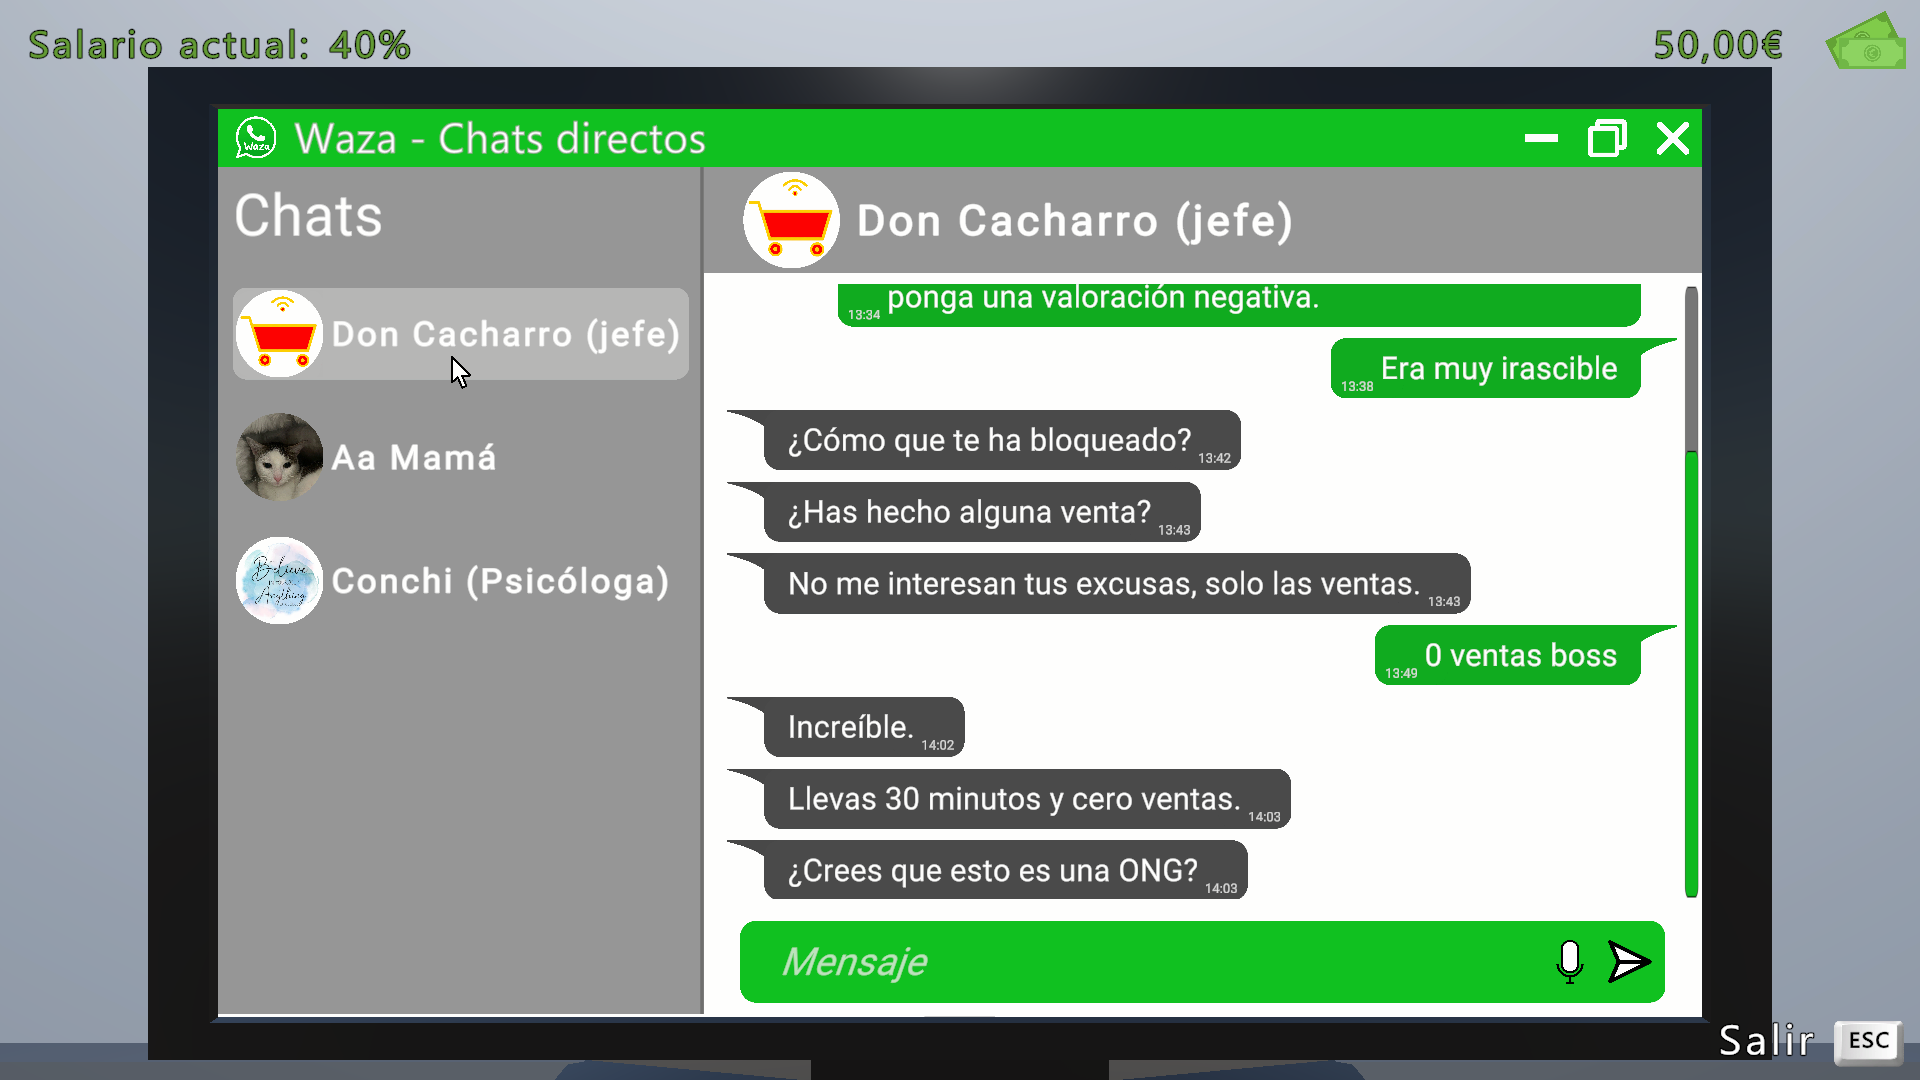 Salario actual: 40%
50,00€
Waza
Waza - Chats directos
Chats
Don Cacharro (jefe)
Aa Mamá
Believe
Anything
Conchi (Psicóloga)
Don Cacharro (jefe)
ponga una valoración negativa.
13:34
Era muy irascible
13:38
¿Cómo que te ha bloqueado?
13:42
¿Has hecho alguna venta?
13:43
No me interesan tus excusas, solo las ventas.
13:43
0 ventas boss
13:49
Increíble.
14:02
Llevas 30 minutos y cero ventas.
14:03
¿Crees que esto es una ONG?
14:03
Mensaje
Salir ESC